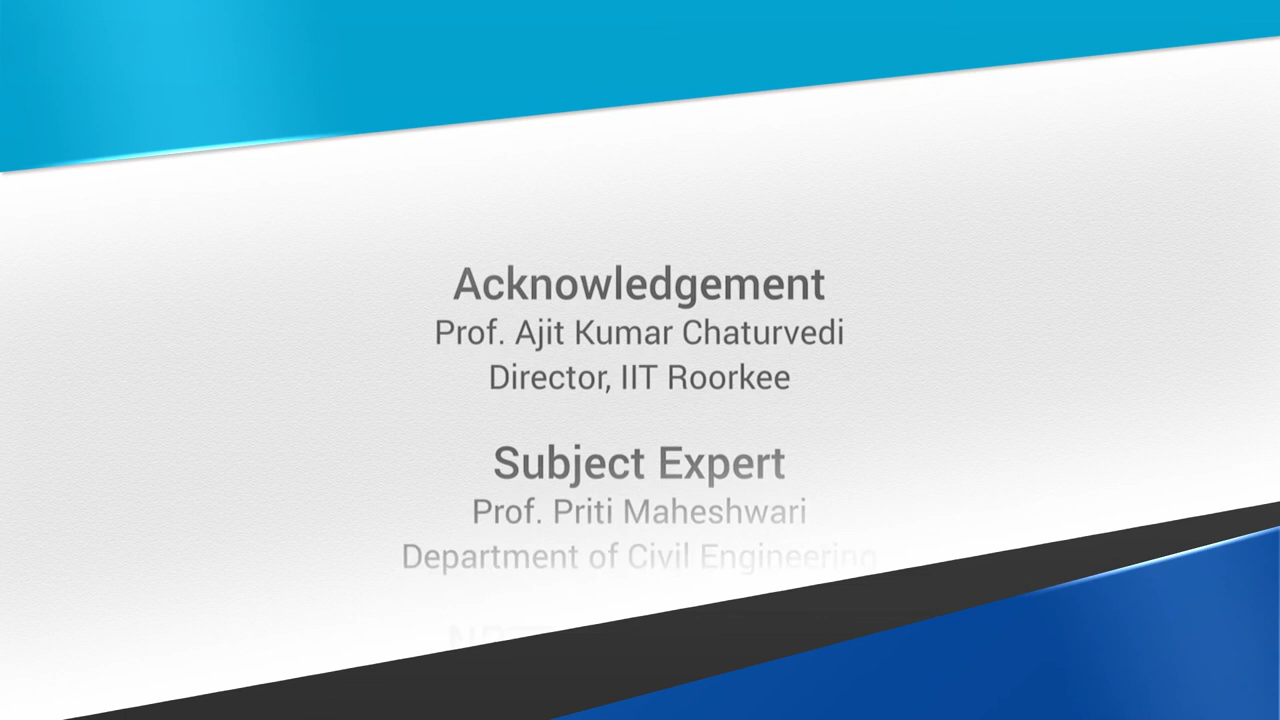 Acknowledgement
Prof. Ajit Kumar Chaturvedi
Director, IIT Roorkee
Subject Expert
Prof. Priti Maheshwari
Department of Civil Engineering